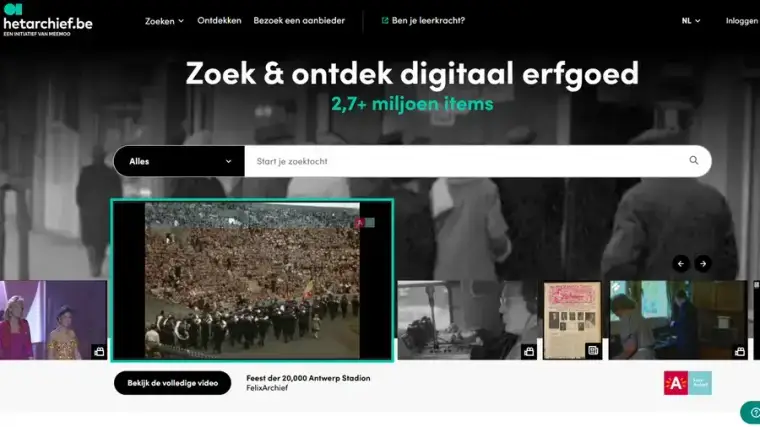 hetarchief.be
EEN INITIATIEF VAN MEEMOO
Zoeken
Ontdekken
Bezoek een aanbieder
Ben je leerkracht?
NL
Inloggen
Zoek & ontdek digitaal erfgoed
2,7+ miljoen items
Alles
Start je zoektocht
Bekijk de volledige video
Feest der 20,000 Antwerp Stadion
FelixArchief
A